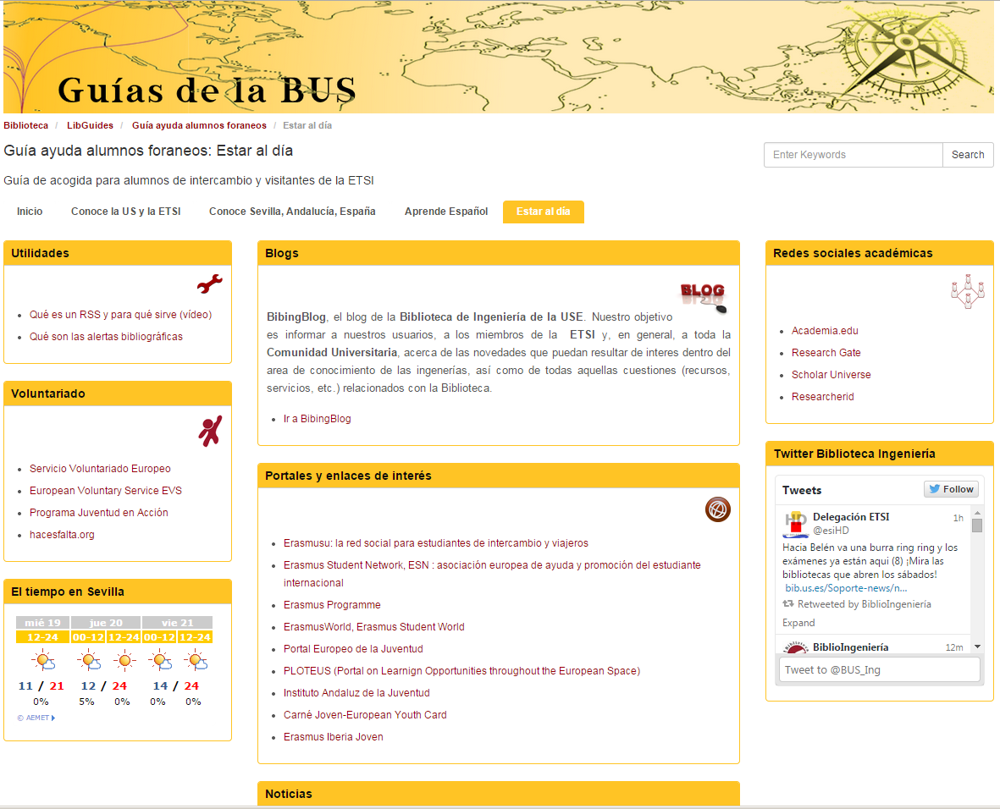 Guías de la BUS
Biblioteca / LibGuides / Guía ayuda alumnos foraneos / Estar al día
Guía ayuda alumnos foraneos: Estar al día
Enter Keywords Search
Guía de acogida para alumnos de intercambio y visitantes de la ETSI
Inicio Conoce la US y la ETSI Conoce Sevilla, Andalucía, España Aprende Español Estar al día
Utilidades
Qué es un RSS y para qué sirve (vídeo)
Qué son las alertas bibliográficas
Voluntariado
Servicio Voluntariado Europeo
European Voluntary Service EVS
Programa Juventud en Acción
hacesfalta.org
El tiempo en Sevilla
mié 19 jue 20 vie 21
12-24 00-12 12-24 00-12 12-24
11 / 21 12 / 24 14 / 24
0% 5% 0% 0% 0%
© AEMET
Blogs
BLOG
BibingBlog, el blog de la Biblioteca de Ingeniería de la USE. Nuestro objetivo
es informar a nuestros usuarios, a los miembros de la ETSI y, en general, a toda la
Comunidad Universitaria, acerca de las novedades que puedan resultar de interes dentro del
area de conocimiento de las ingenerías, así como de todas aquellas cuestiones (recursos,
servicios, etc.) relacionados con la Biblioteca.
Ir a BibingBlog
Portales y enlaces de interés
Erasmusu: la red social para estudiantes de intercambio y viajeros
Erasmus Student Network, ESN : asociación europea de ayuda y promoción del estudiante
internacional
Erasmus Programme
ErasmusWorld, Erasmus Student World
Portal Europeo de la Juventud
PLOTEUS (Portal on Learnign Opportunities throughout the European Space)
Instituto Andaluz de la Juventud
Carné Joven-European Youth Card
Erasmus Iberia Joven
Noticias
Redes sociales académicas
Academia.edu
Research Gate
Scholar Universe
Researcherid
Twitter Biblioteca Ingeniería
Tweets Follow
HD
Delegación ETSI 1h
@esiHD
Hacia Belén va una burra ring ring y los
exámenes ya están aqui (8) ¡Mira las
bibliotecas que abren los sábados!
bib.us.es/Soporte-news/n...
Retweeted by BiblioIngeniería
Expand
BiblioIngeniería 12m
Tweet to @BUS_Ing